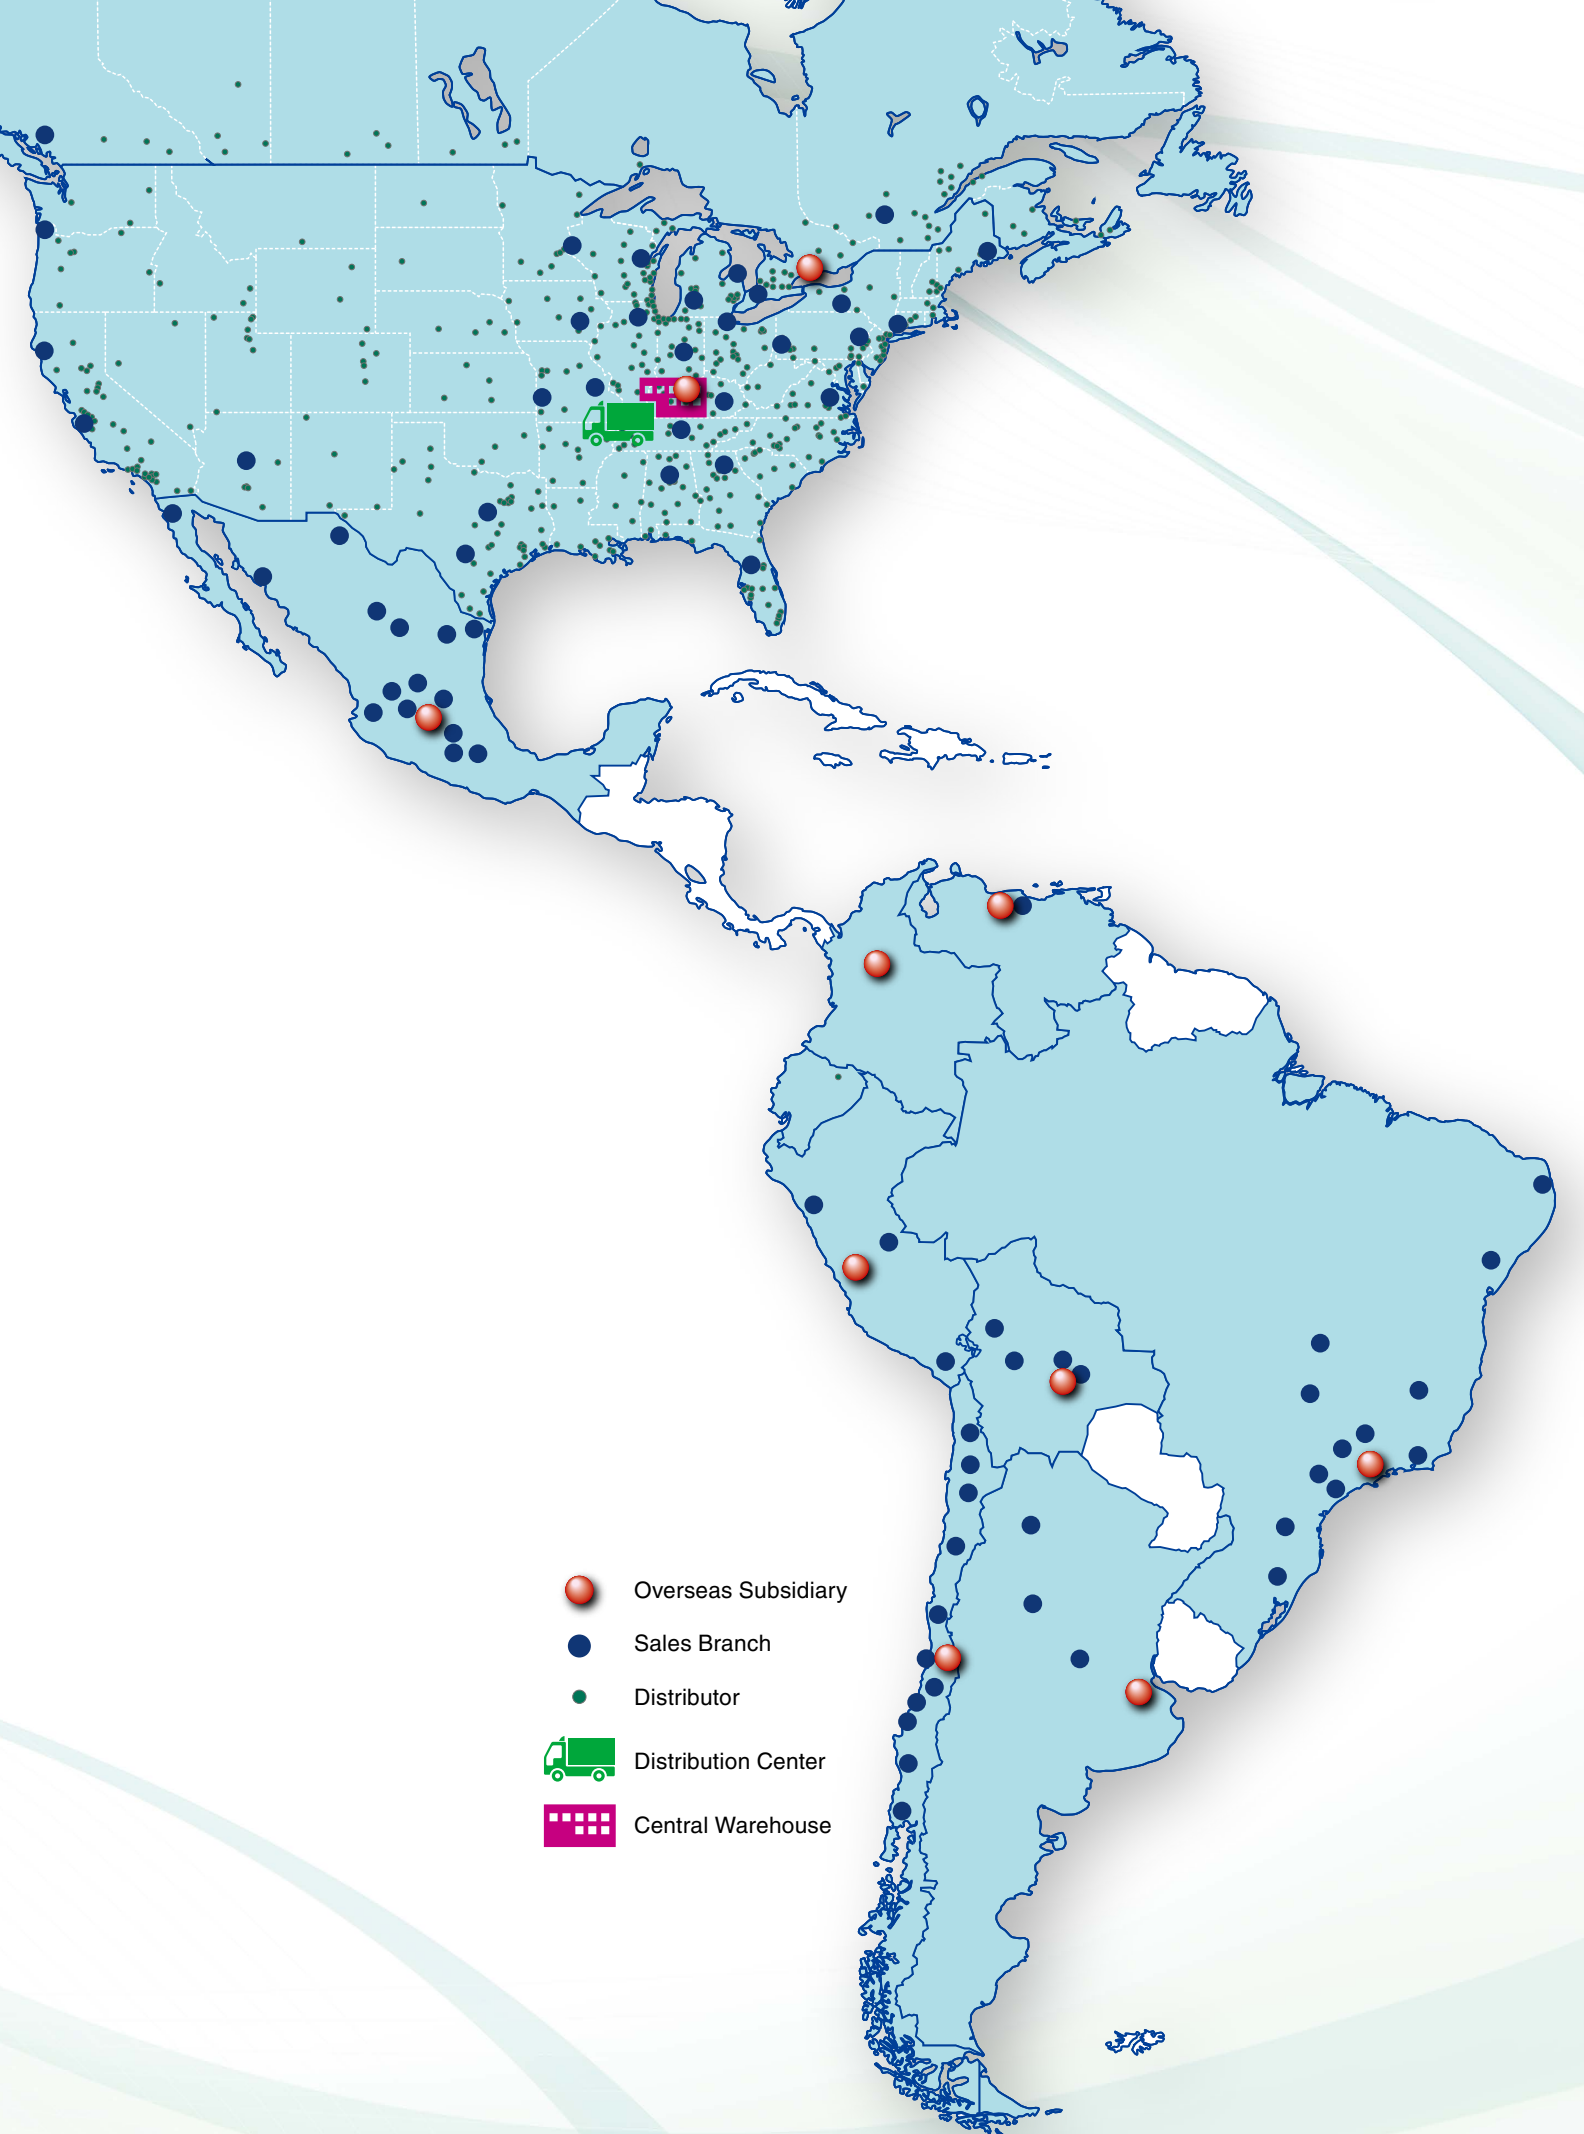 Overseas Subsidiary
Sales Branch
Distributor
Distribution Center
Central Warehouse